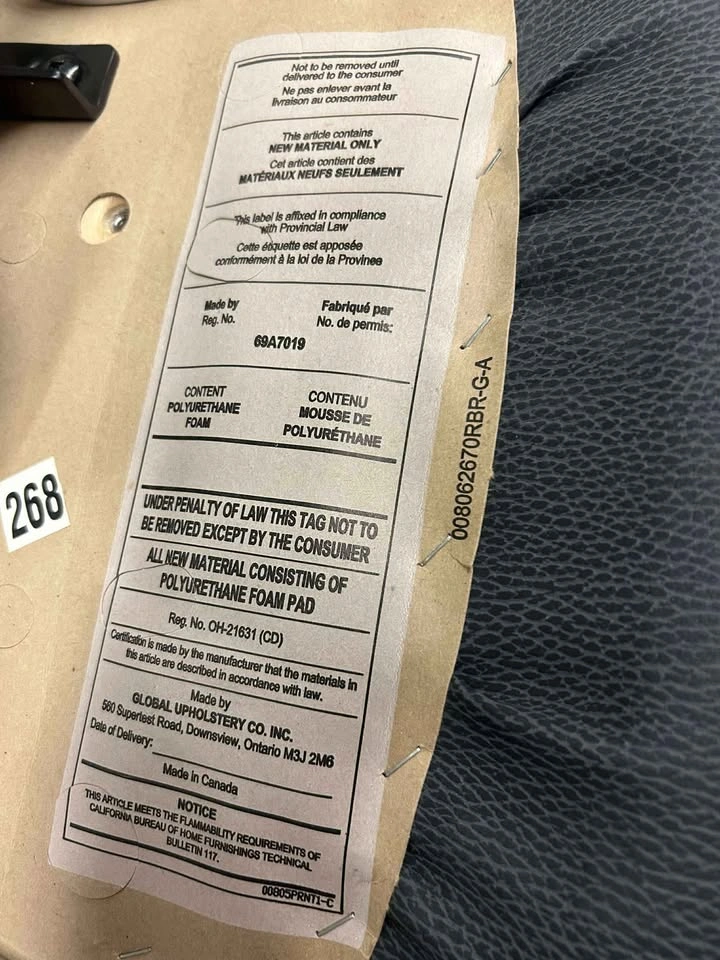 Not to be removed until
delivered to the consumer
Ne pas enlever avant la
livraison au consommateur
This article contains
NEW MATERIAL ONLY
Cet article contient des
MATÉRIAUX NEUFS SEULEMENT
This label is affixed in compliance
with Provincial Law
Cette étiquette est apposée
conformément à la loi de la Province
Made by
Reg. No.
Fabriqué par
No. de permis:
69A7019
CONTENT
POLYURETHANE
FOAM
CONTENU
MOUSSE DE
POLYURÉTHANE
UNDER PENALTY OF LAW THIS TAG NOT TO
BE REMOVED EXCEPT BY THE CONSUMER
ALL NEW MATERIAL CONSISTING OF
POLYURETHANE FOAM PAD
Reg. No. OH-21631 (CD)
Certification is made by the manufacturer that the materials in
this article are described in accordance with law.
Made by
GLOBAL UPHOLSTERY CO. INC.
560 Supertest Road, Downsview, Ontario M3J 2M6
Date of Delivery:
Made in Canada
NOTICE
THIS ARTICLE MEETS THE FLAMMABILITY REQUIREMENTS OF
CALIFORNIA BUREAU OF HOME FURNISHINGS TECHNICAL
BULLETIN 117.
00805PRNT1-C
268
008062670RBR-G-A